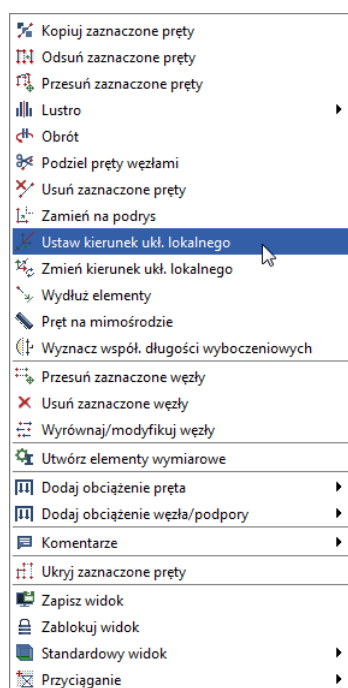 Kopiuj zaznaczone pręty
Odsuń zaznaczone pręty
Przesuń zaznaczone pręty
Lustro
Obrót
Podziel pręty węzłami
Usuń zaznaczone pręty
Zamień na podrys
Ustaw kierunek ukł. lokalnego
Zmień kierunek ukł. lokalnego
Wydłuż elementy
Pręt na mimośrodzie
Wyznacz współ. długości wyboczeniowych
Przesuń zaznaczone węzły
Usuń zaznaczone węzły
Wyrównaj/modyfikuj węzły
Utwórz elementy wymiarowe
Dodaj obciążenie pręta
Dodaj obciążenie węzła/podpory
Komentarze
Ukryj zaznaczone pręty
Zapisz widok
Zablokuj widok
Standardowy widok
Przyciąganie